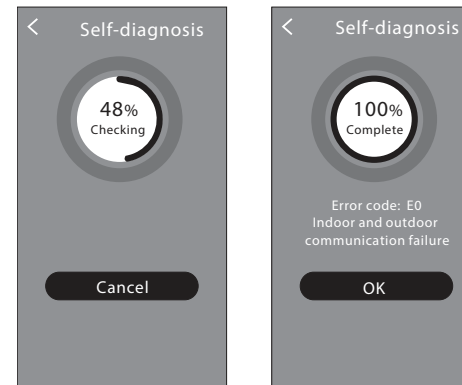 Self-diagnosis
48%
Checking
Cancel
Self-diagnosis
100%
Complete
Error code: E0
Indoor and outdoor
communication failure
OK